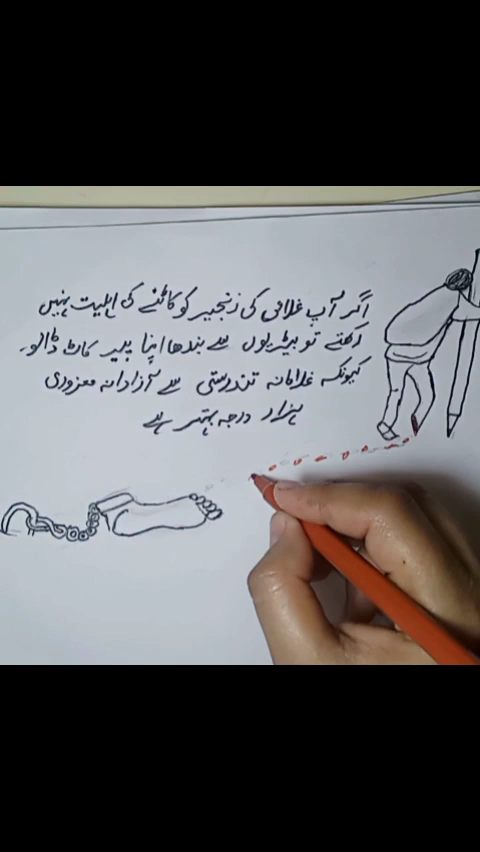 اگر آپ غلامی کی زنجیر کو کاٹنے کی اہلیت نہیں
رکھتے تو بیڑیوں سے بندھا اپنا پیر کاٹ ڈالو۔
کیونکہ غلامانہ تندرستی سے آزادانہ معزوری
ہزار درجہ بہتر ہے